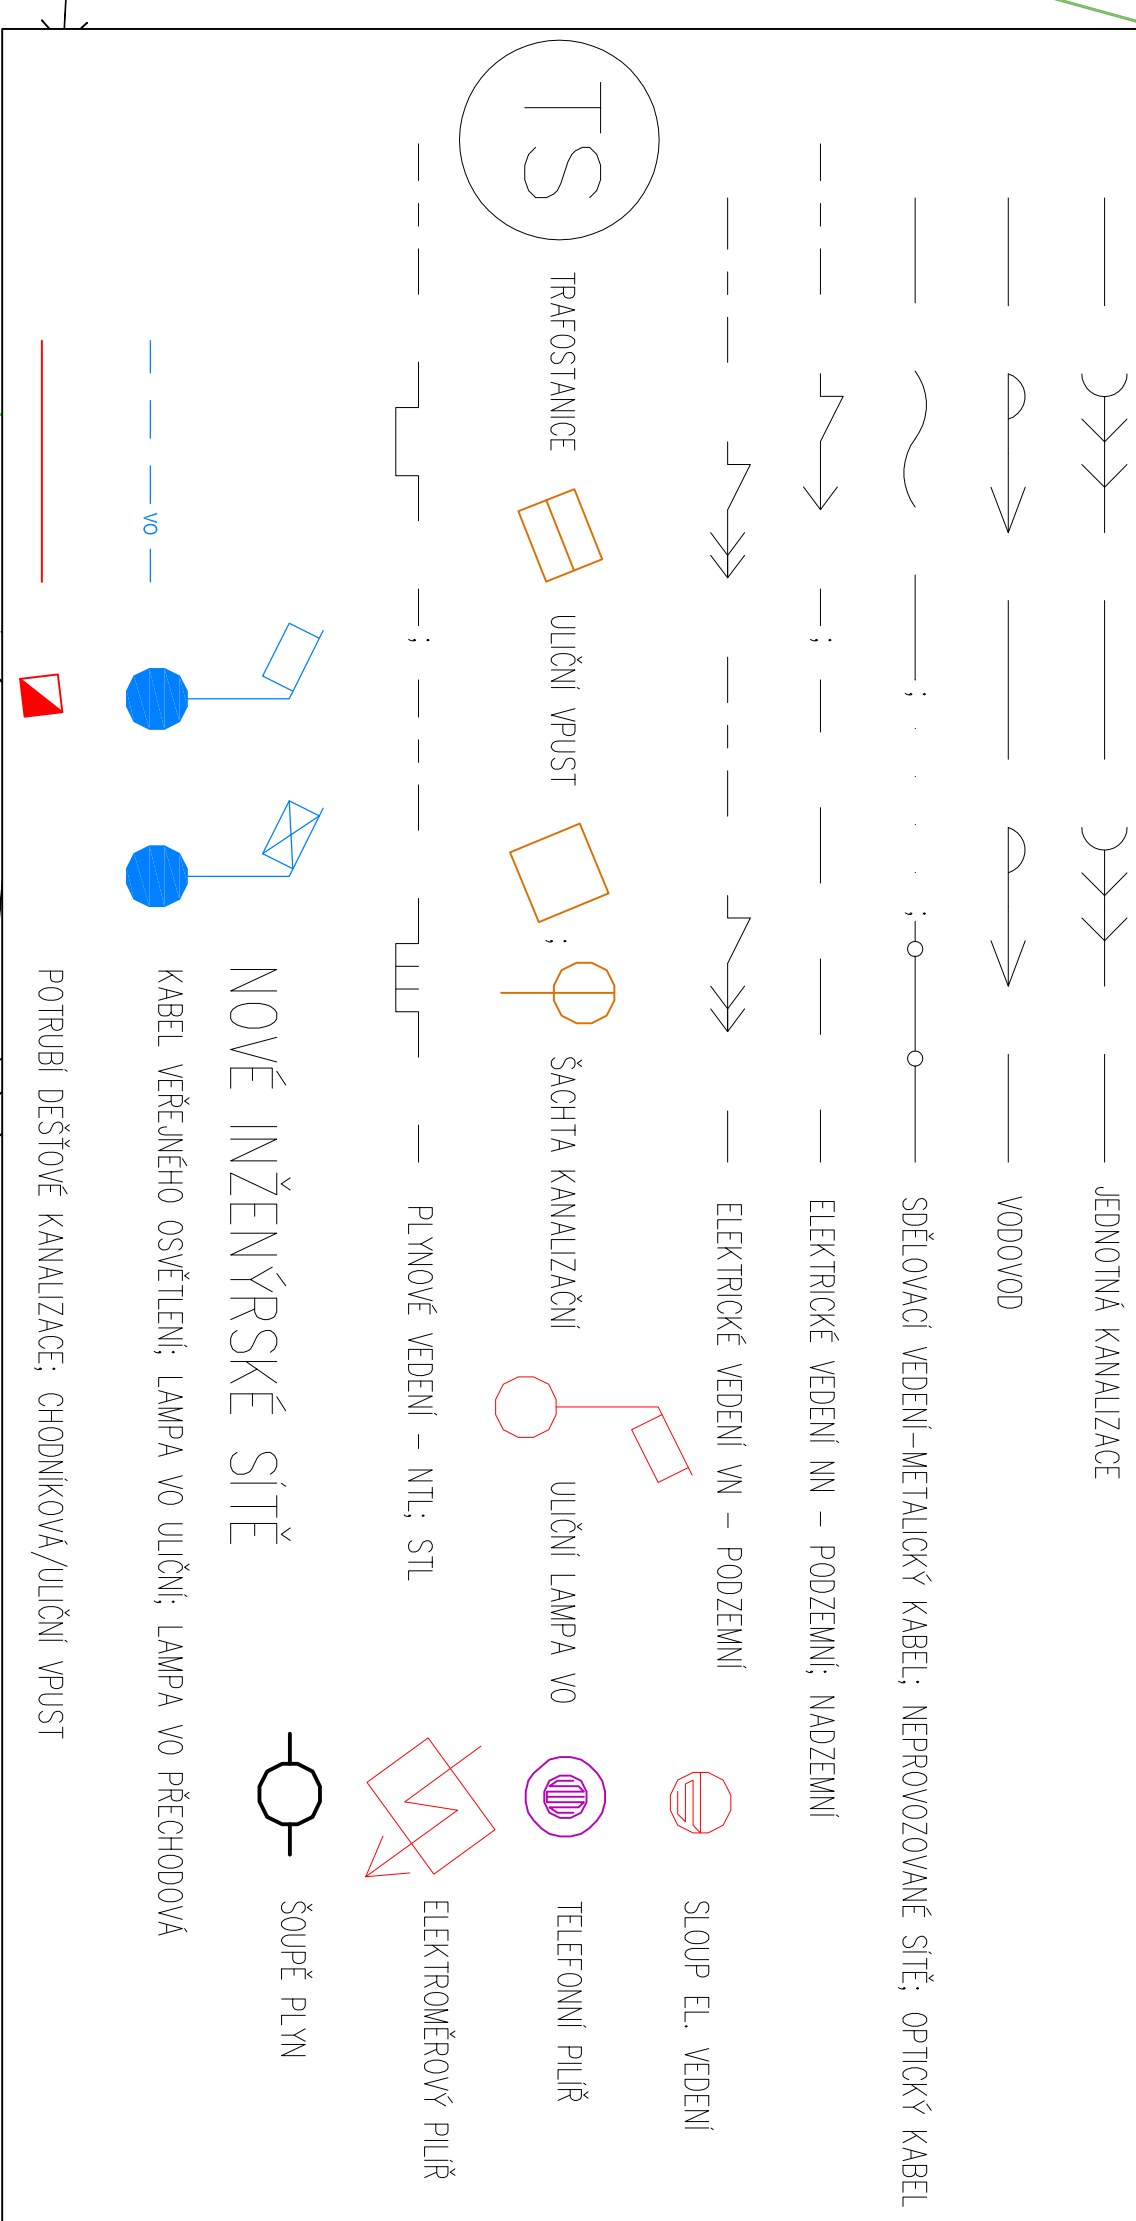 JEDNOTNÁ KANALIZACE
VODOVOD
; ; SDĚLOVACÍ VEDENÍ-METALICKÝ KABEL; NEPROVOZOVANÉ SÍTĚ; OPTICKÝ KABEL
; ELEKTRICKÉ VEDENÍ NN - PODZEMNÍ; NADZEMNÍ
ELEKTRICKÉ VEDENÍ VN - PODZEMNÍ
SLOUP EL. VEDENÍ
TS TRAFOSTANICE ULIČNÍ VPUST ; ŠACHTA KANALIZAČNÍ ULIČNÍ LAMPA VO TELEFONNÍ PILÍŘ
; PLYNOVÉ VEDENÍ - NTL; STL ELEKTROMĚROVÝ PILÍŘ
ŠOUPĚ PLYN
NOVÉ INŽENÝRSKÉ SÍTĚ
VO KABEL VEŘEJNÉHO OSVĚTLENÍ; LAMPA VO ULIČNÍ; LAMPA VO PŘECHODOVÁ
POTRUBÍ DEŠŤOVÉ KANALIZACE; CHODNÍKOVÁ/ULIČNÍ VPUST